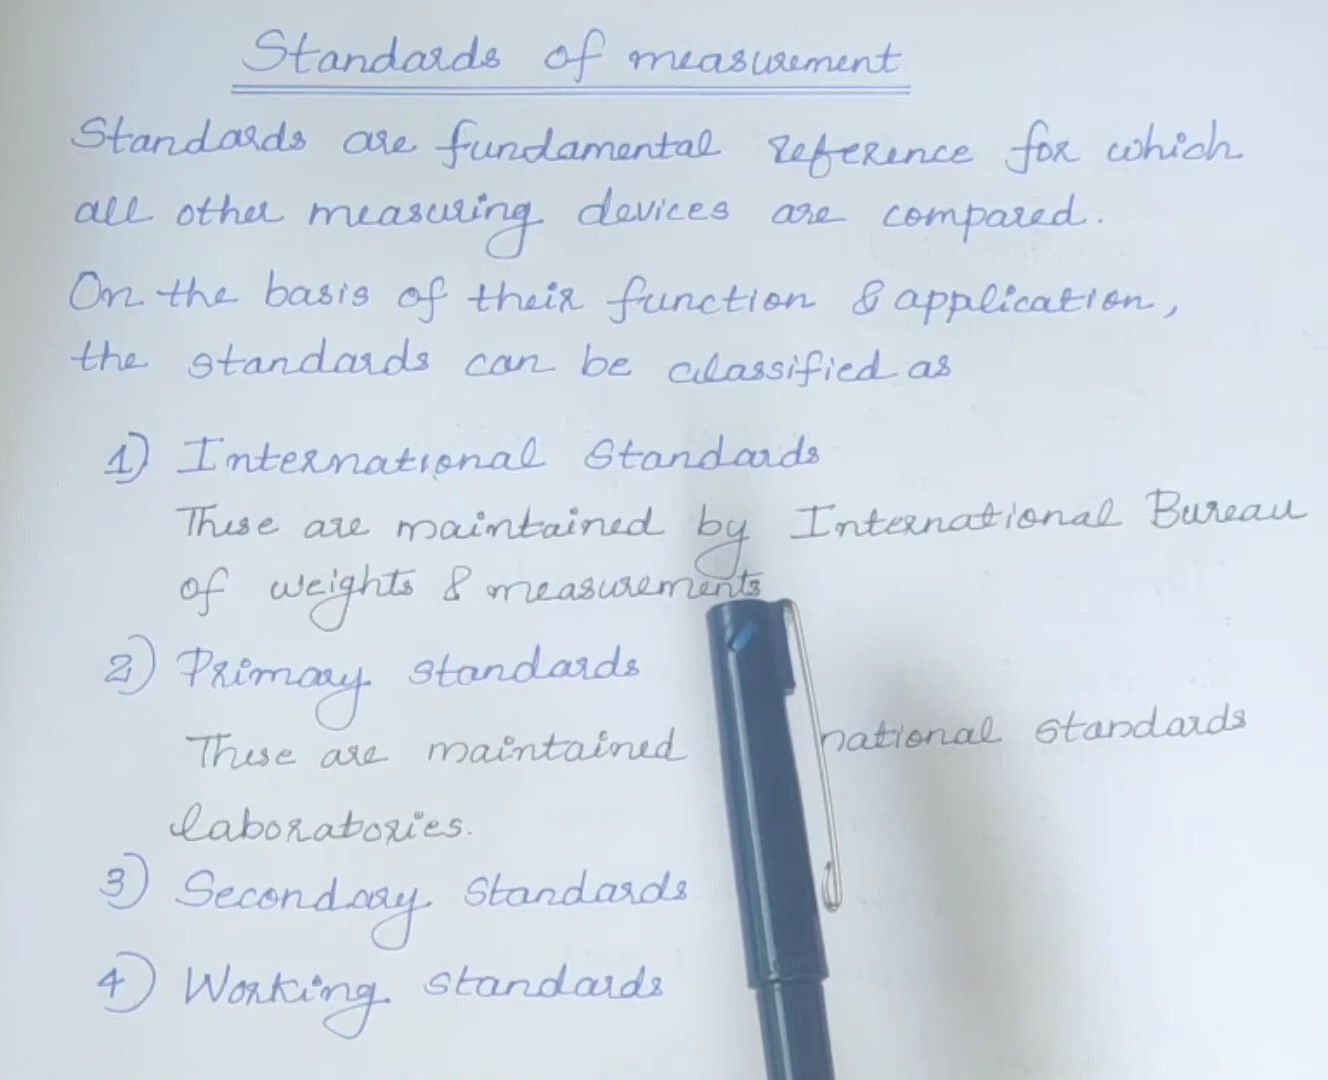 Standards of measurement
Standards are fundamental reference for which
all other measuring devices are compared.
On the basis of their function & application,
the standards can be classified as
1) International Standards
These are maintained by International Bureau
of weights & measurements
2) Primary standards
These are maintained national standards
laboratories.
3) Secondary standards
4) Working standards